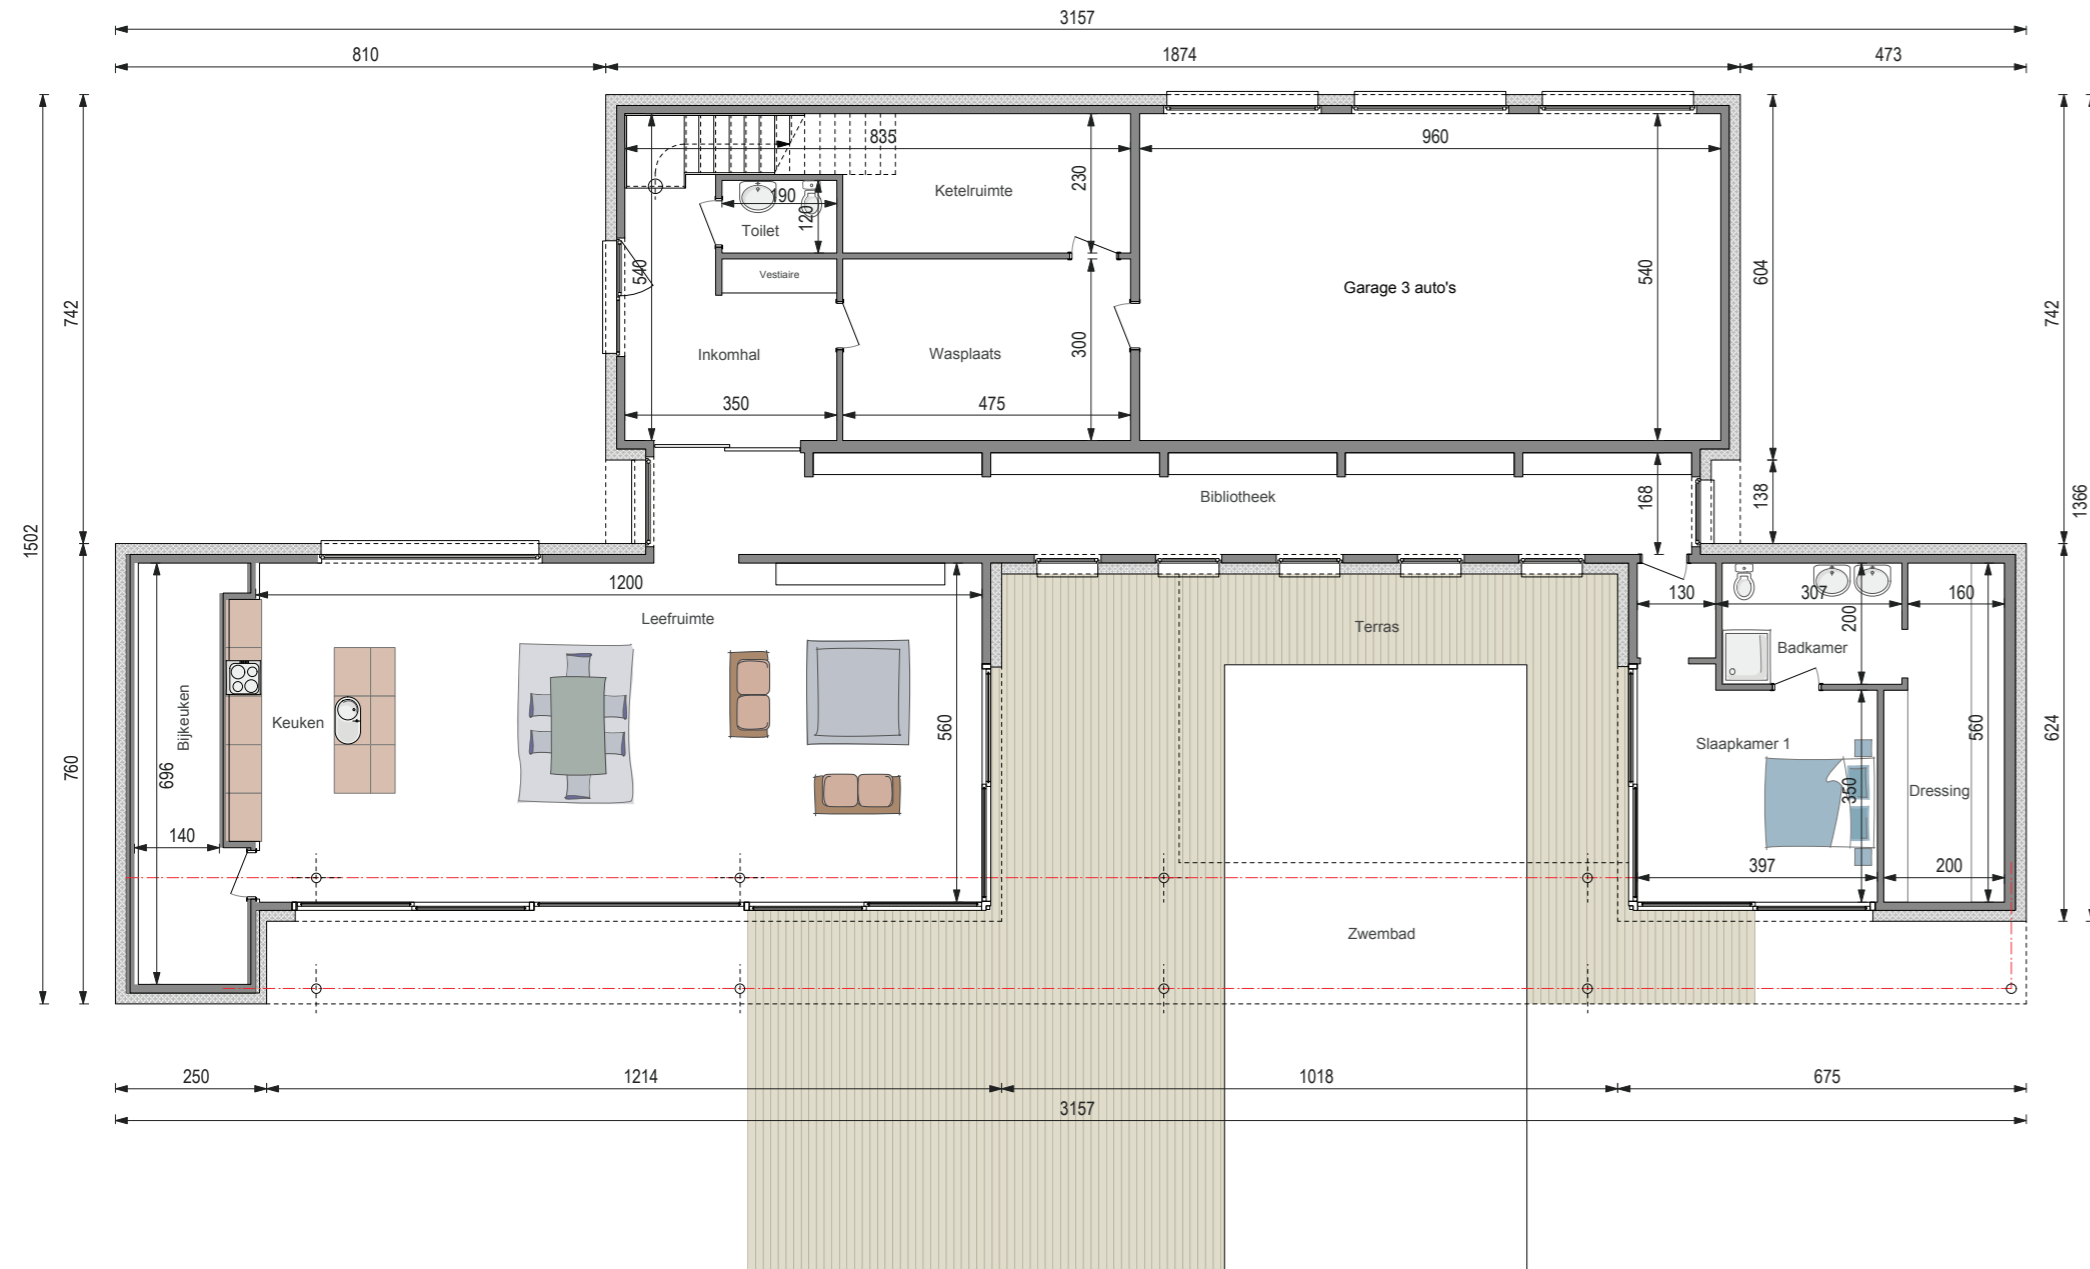 3157
810
1874
473
835
960
230
Ketelruimte
190
120
Toilet
Vestiaire
540
540
604
Garage 3 auto's
742
742
Inkomhal
Wasplaats
300
350
475
Bibliotheek
168
138
1366
1502
1200
Leefruimte
Terras
130
307
160
200
Badkamer
Bijkeuken
Keuken
560
Slaapkamer 1
560
624
760
696
350
Dressing
140
397
200
Zwembad
250
1214
1018
675
3157